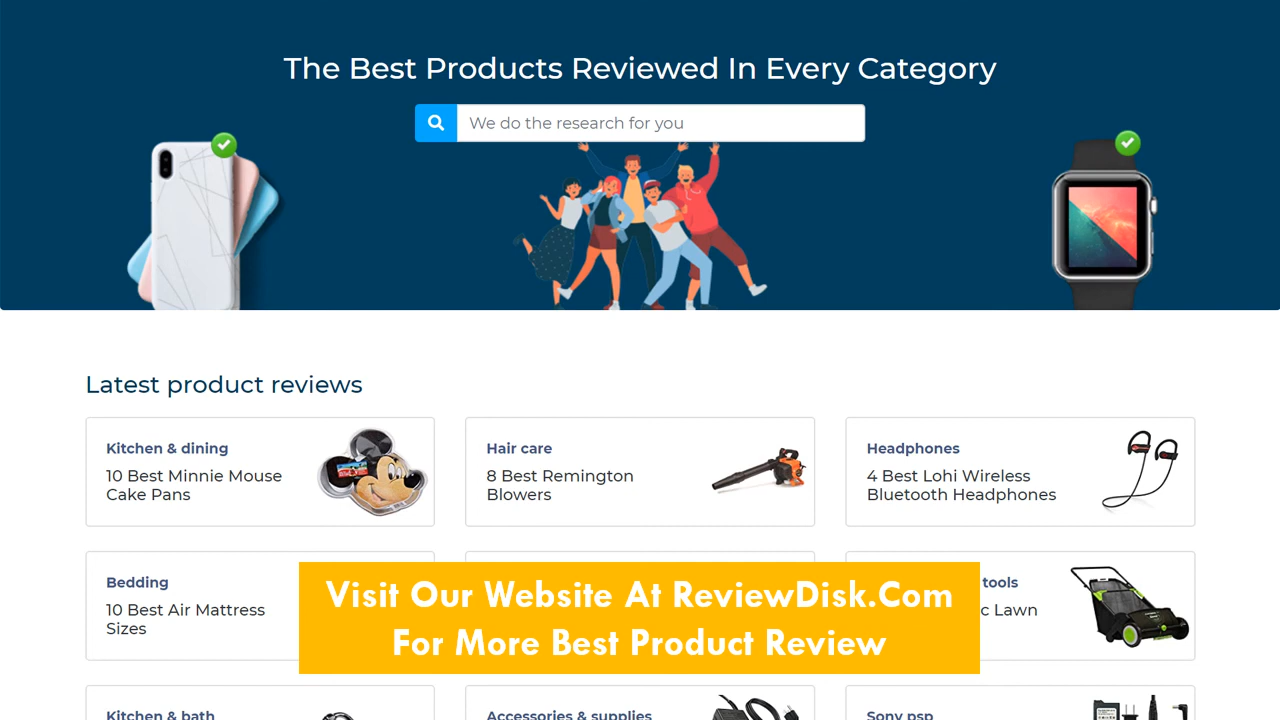 The Best Products Reviewed In Every Category
We do the research for you
Latest product reviews
Kitchen & dining
10 Best Minnie Mouse
Cake Pans
Hair care
8 Best Remington
Blowers
Headphones
4 Best Lohi Wireless
Bluetooth Headphones
Bedding
10 Best Air Mattress
Sizes
tools
c Lawn
Visit Our Website At ReviewDisk.Com
For More Best Product Review
Kitchen & bath
Accessories & supplies
Sony psp